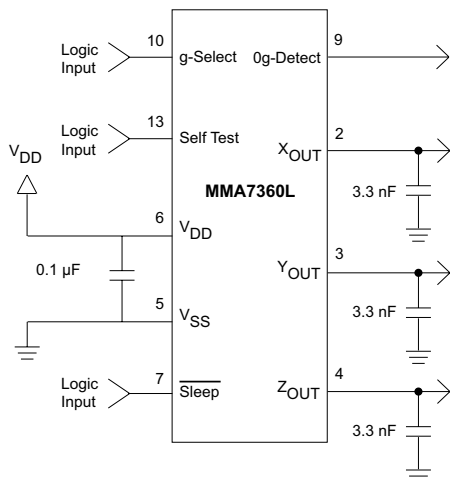 10
9
Logic
Input
g-Select
0g-Detect
13
Logic
Input
Self Test
2
XOUT
VDD
MMA7360L
3.3 nF
6
VDD
3
YOUT
0.1 µF
5
VSS
3.3 nF
7
4
Logic
Input
Sleep
ZOUT
3.3 nF